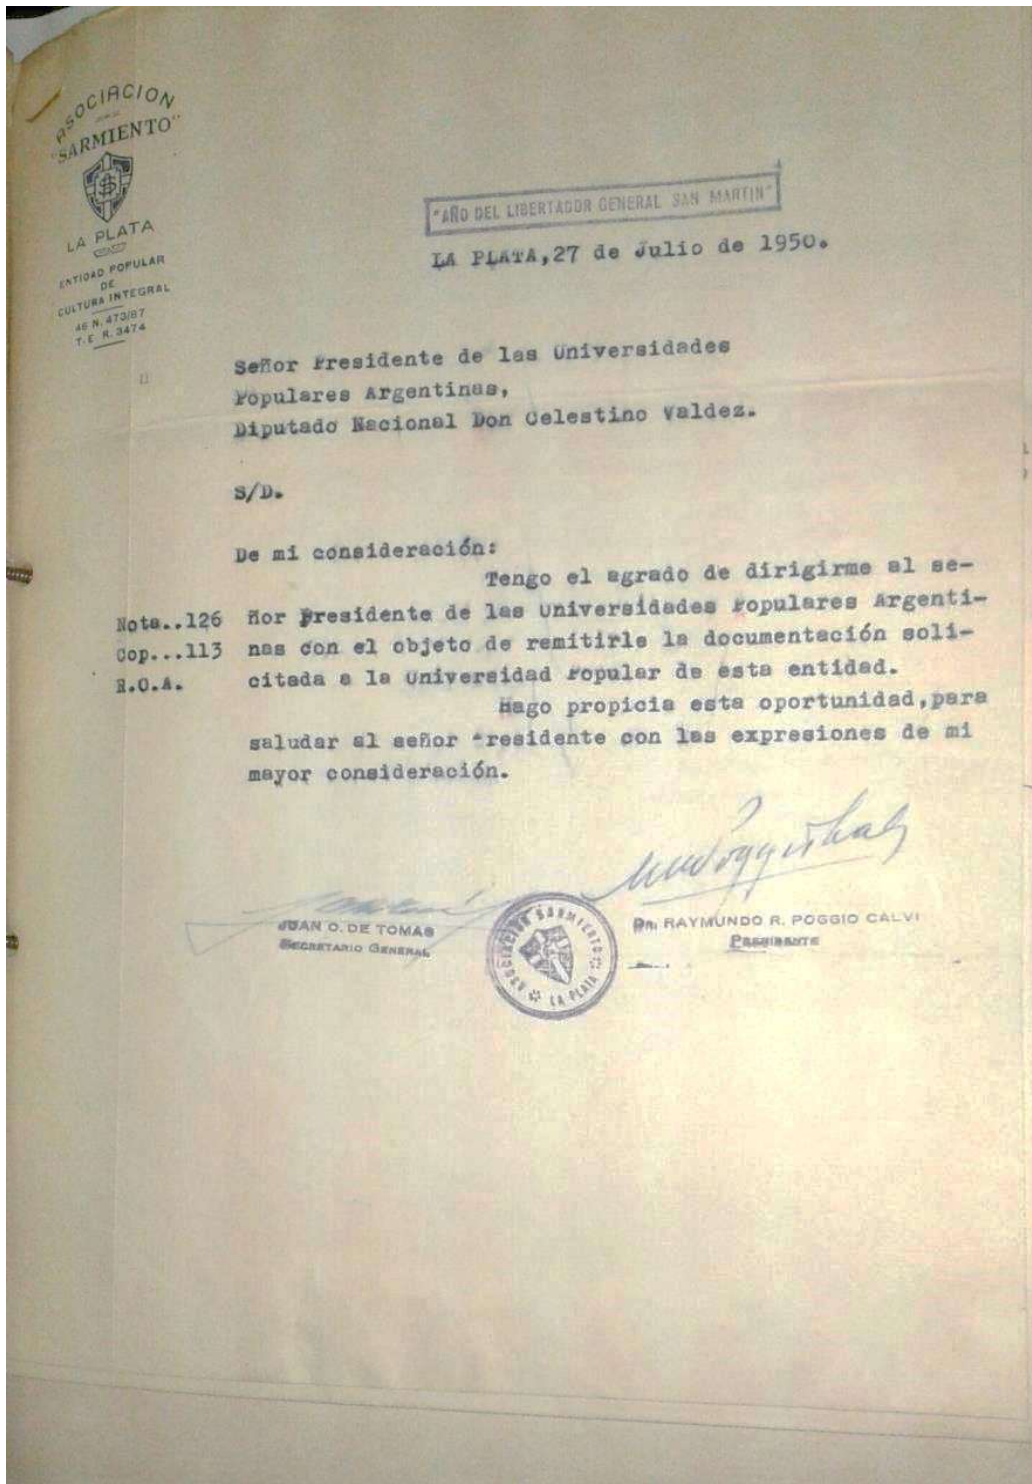 ASOCIACION
"SARMIENTO"
LA PLATA
ENTIDAD POPULAR
DE
CULTURA INTEGRAL
46 N. 473/87
T. E. R. 3474
"AÑO DEL LIBERTADOR GENERAL SAN MARTIN"
LA PLATA,27 de Julio de 1950.
Señor Presidente de las Universidades
Populares Argentinas,
Diputado Nacional Don Celestino Valdez.
S/D.
De mi consideración:
Tengo el agrado de dirigirme al se-
Nota..126 ñor Presidente de las Universidades Populares Argenti-
Cop...113 nas con el objeto de remitirle la documentación soli-
R.O.A. citada a la Universidad Popular de esta entidad.
Hago propicia esta oportunidad,para
saludar al señor Presidente con las expresiones de mi
mayor consideración.
JUAN O. DE TOMAS
SECRETARIO GENERAL
ASOCIACION SARMIENTO
LA PLATA
DR. RAYMUNDO R. POGGIO CALVI
PRESIDENTE